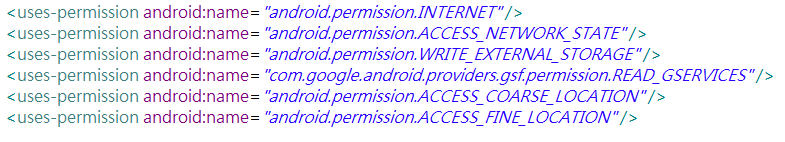 <uses-permission android:name="android.permission.INTERNET"/>
<uses-permission android:name="android.permission.ACCESS_NETWORK_STATE"/>
<uses-permission android:name="android.permission.WRITE_EXTERNAL_STORAGE"/>
<uses-permission android:name="com.google.android.providers.gsf.permission.READ_GSERVICES"/>
<uses-permission android:name="android.permission.ACCESS_COARSE_LOCATION"/>
<uses-permission android:name="android.permission.ACCESS_FINE_LOCATION"/>